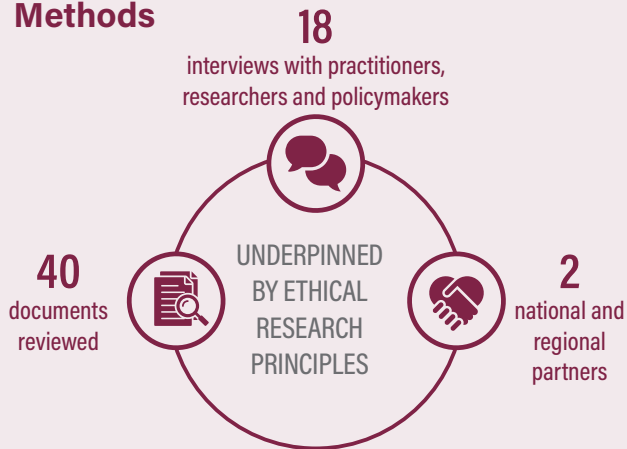 Methods
18
interviews with practitioners,
researchers and policymakers
40
documents
reviewed
UNDERPINNED
BY ETHICAL
RESEARCH
PRINCIPLES
2
national and
regional
partners